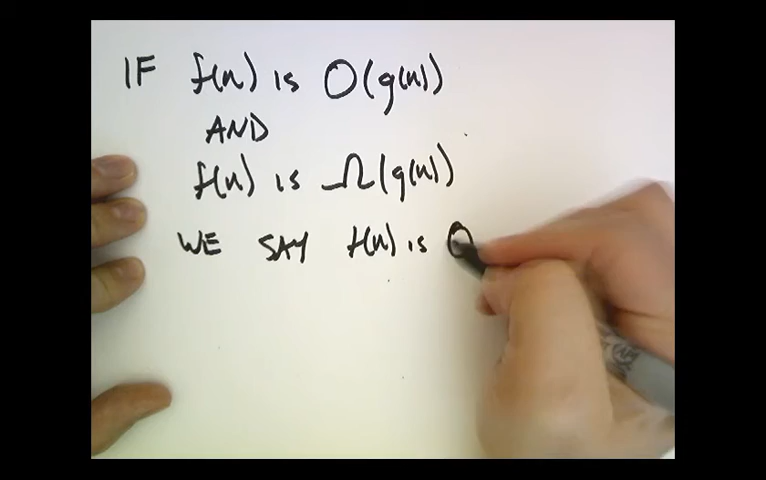 IF f(n) is O(g(n))
AND
f(n) is Ω(g(n))
WE SAY f(n) is